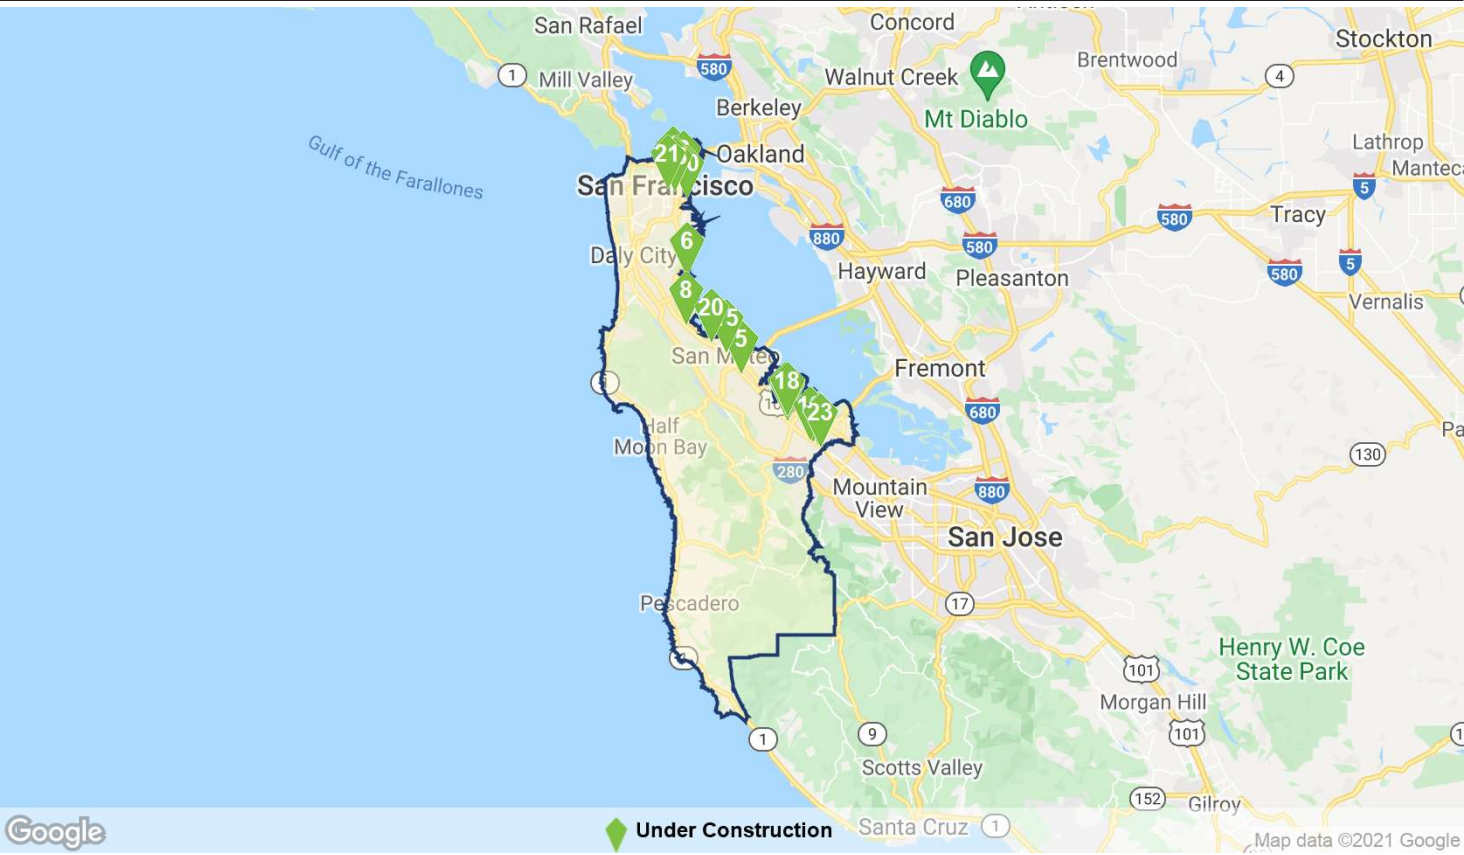 San Rafael
Concord
Stockton
1
Mill Valley
580
Walnut Creek
Brentwood
4
Berkeley
Mt Diablo
Gulf of the Farallones
21
Oakland
Lathrop
Manteca
San Francisco
5
680
580
Tracy
6
880
580
Daly City
Hayward
Pleasanton
5
580
8
Vernalis
20
5
5
San Mateo
Fremont
18
1
23
680
Half
Moon Bay
130
280
Mountain
View
880
San Jose
Pescadero
17
Henry W. Coe
State Park
1
101
Morgan Hill
1
9
101
Scotts Valley
152
Gilroy
Google
Under Construction
Santa Cruz
1
Map data ©2021 Google